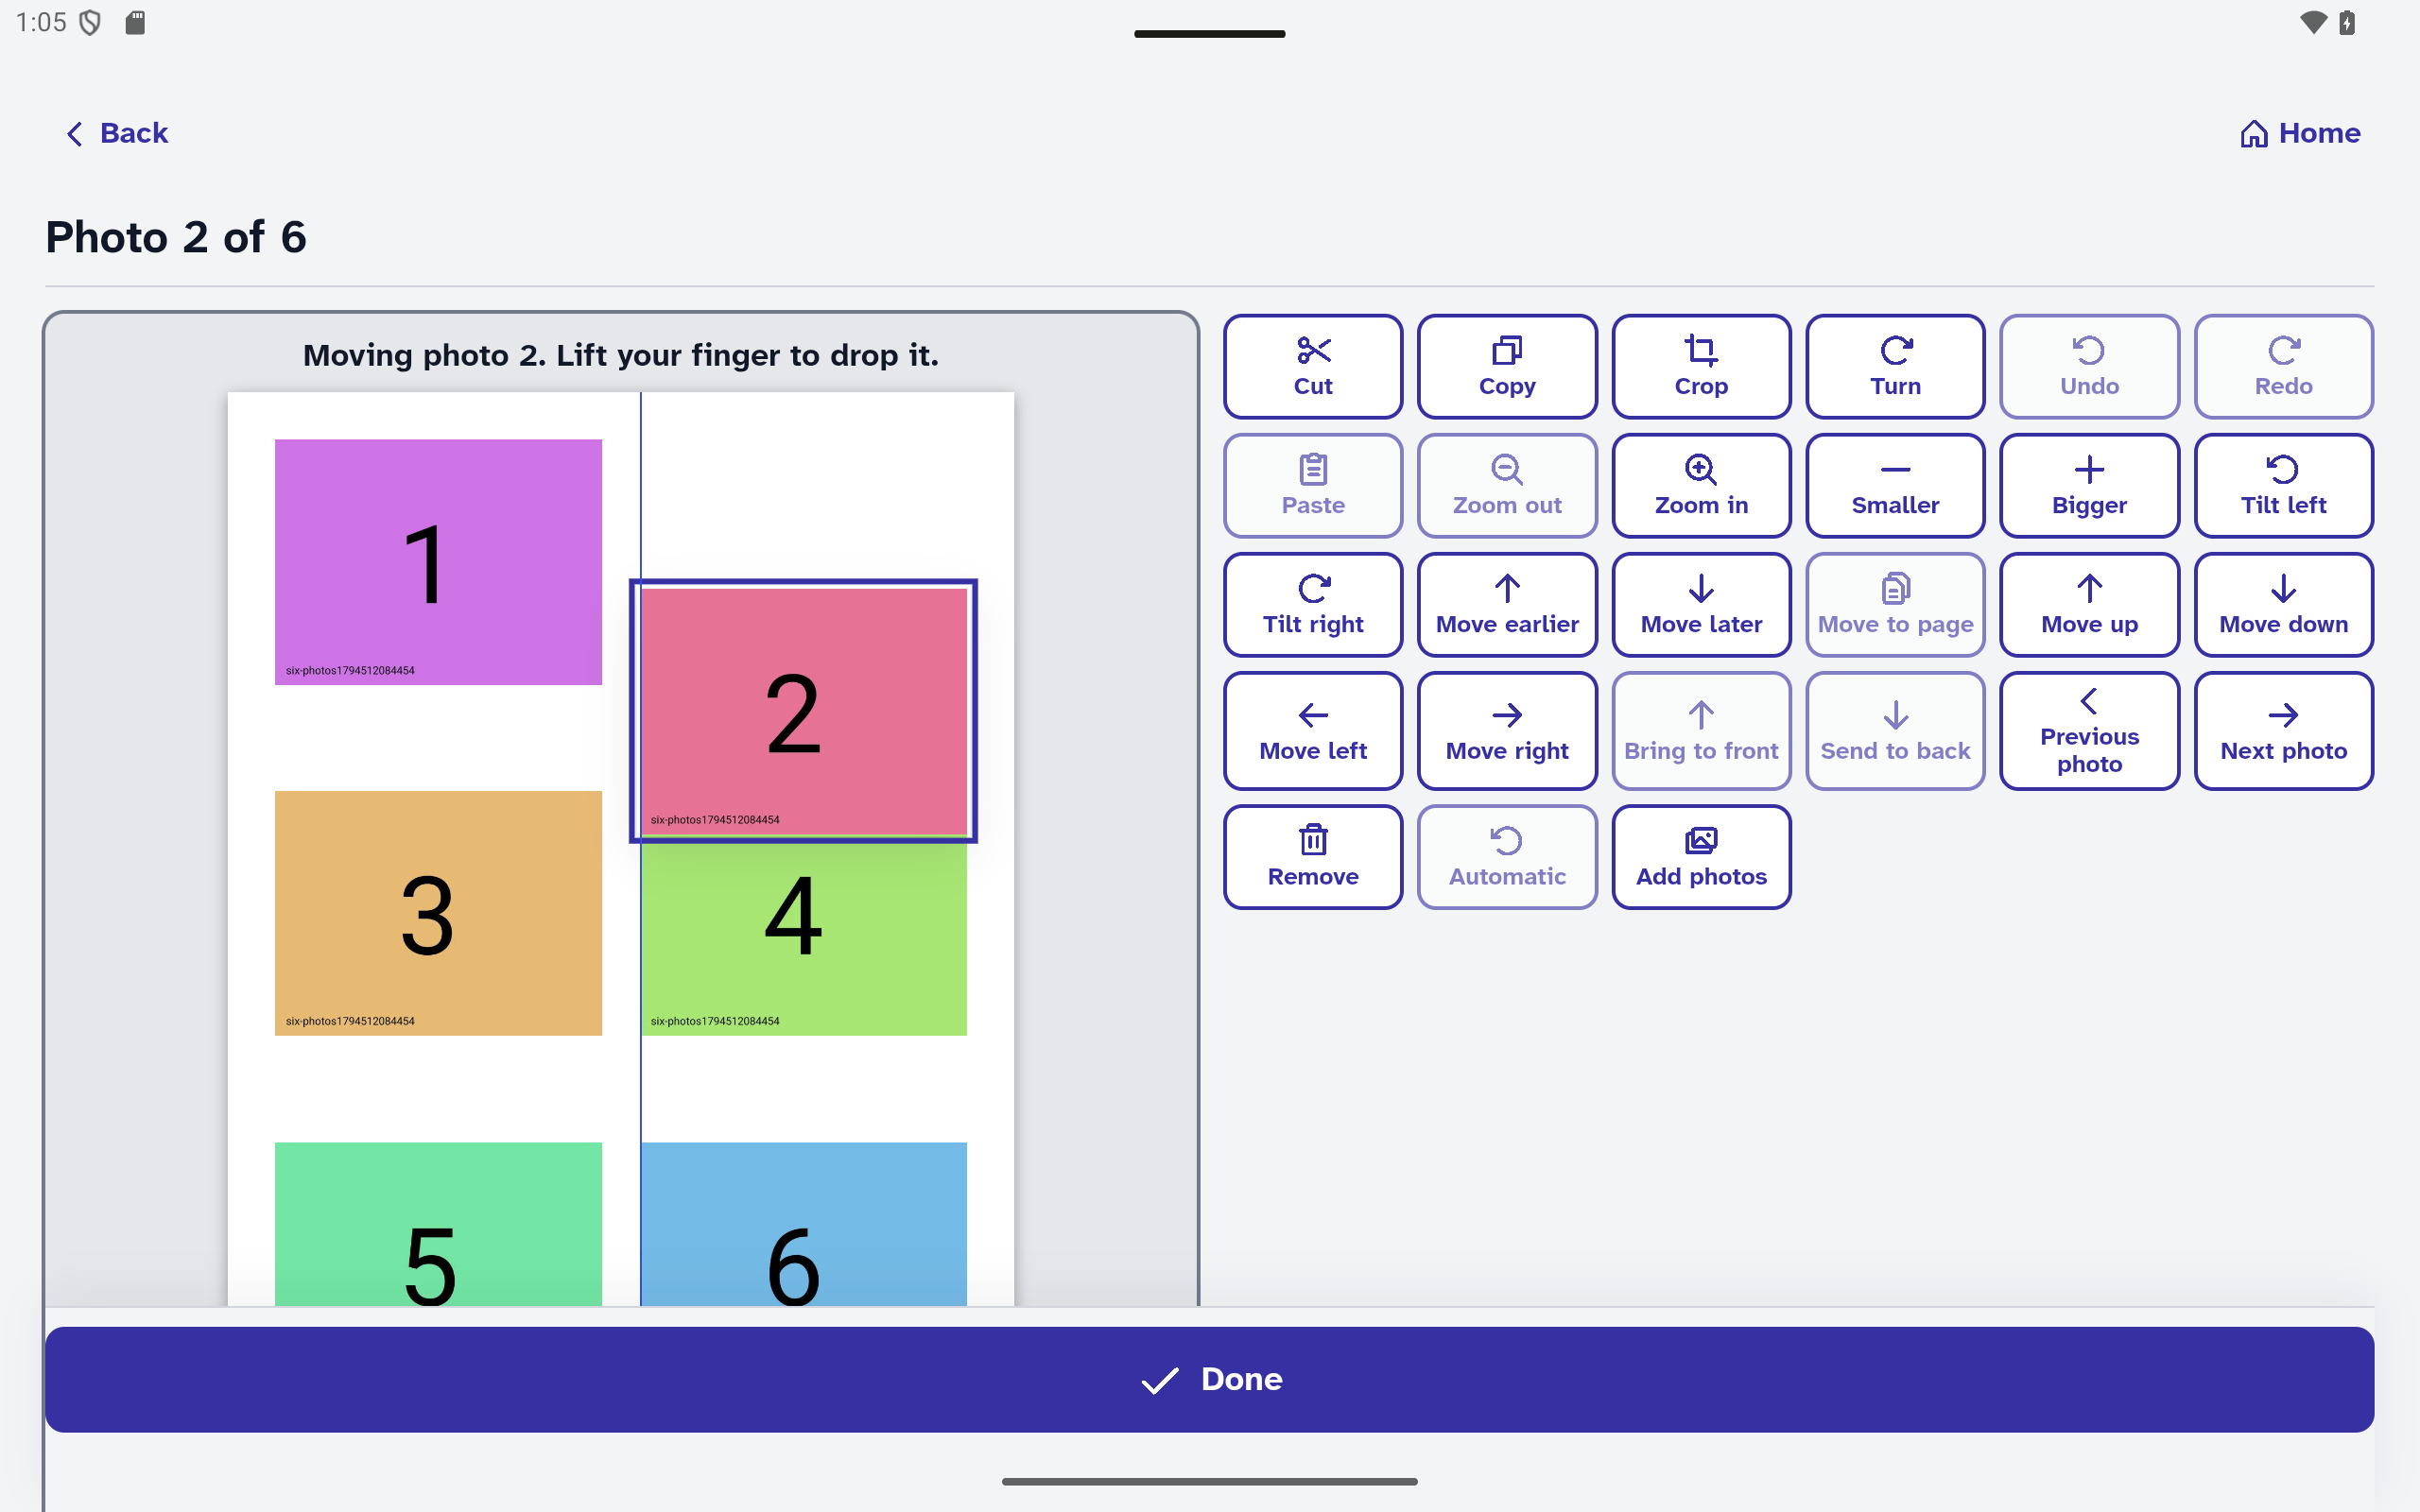 1:05
Back
Home
Photo 2 of 6
Moving photo 2. Lift your finger to drop it.
1
six-photos1794512084454
2
six-photos1794512084454
3
six-photos1794512084454
4
six-photos1794512084454
5
6
Cut
Copy
Crop
Turn
Undo
Redo
Paste
Zoom out
Zoom in
Smaller
Bigger
Tilt left
Tilt right
Move earlier
Move later
Move to page
Move up
Move down
Move left
Move right
Bring to front
Send to back
Previous
photo
Next photo
Remove
Automatic
Add photos
Done